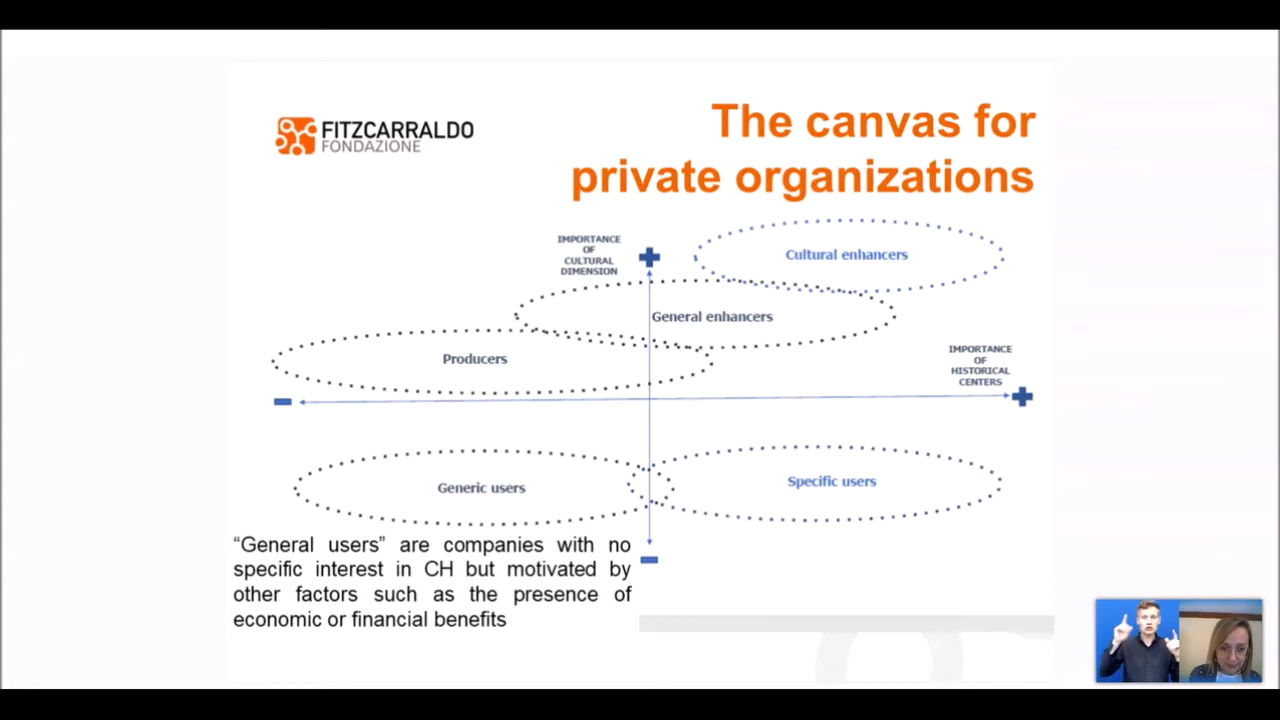 FITZCARRALDO
FONDAZIONE
The canvas for
private organizations
IMPORTANCE
OF
CULTURAL
DIMENSION
Cultural enhancers
General enhancers
Producers
IMPORTANCE
OF
HISTORICAL
CENTERS
Generic users
Specific users
“General users” are companies with no
specific interest in CH but motivated by
other factors such as the presence of
economic or financial benefits